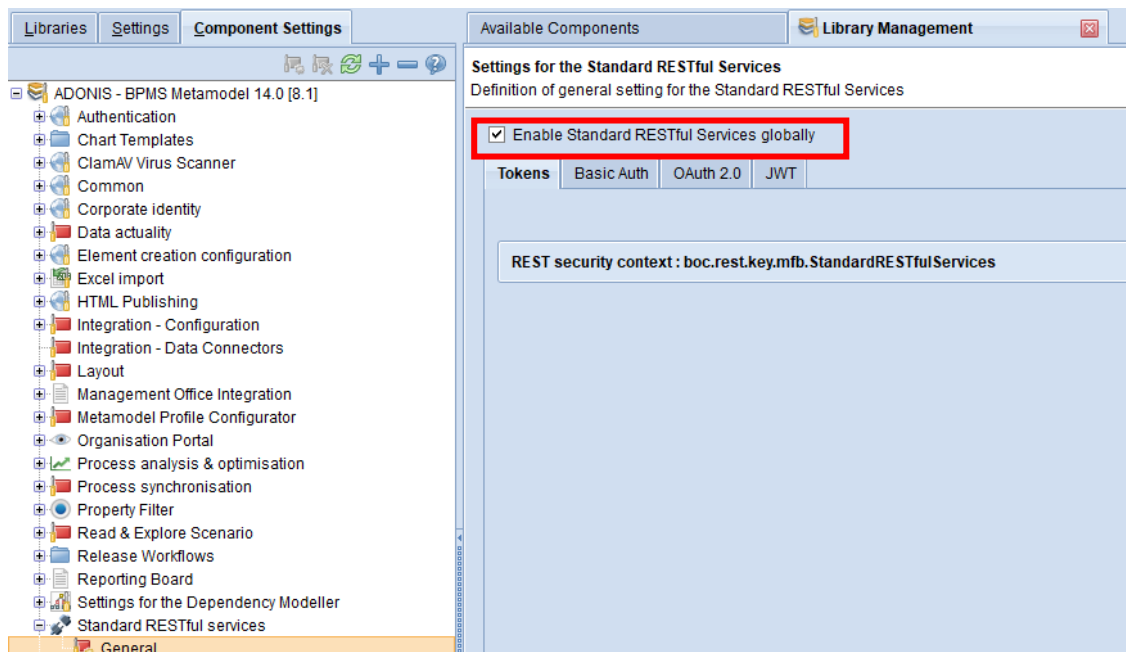 Libraries Settings Component Settings
ADONIS - BPMS Metamodel 14.0 [8.1]
Authentication
Chart Templates
ClamAV Virus Scanner
Common
Corporate identity
Data actuality
Element creation configuration
Excel import
HTML Publishing
Integration - Configuration
Integration - Data Connectors
Layout
Management Office Integration
Metamodel Profile Configurator
Organisation Portal
Process analysis & optimisation
Process synchronisation
Property Filter
Read & Explore Scenario
Release Workflows
Reporting Board
Settings for the Dependency Modeller
Standard RESTful services
General
Available Components Library Management
Settings for the Standard RESTful Services
Definition of general setting for the Standard RESTful Services
Enable Standard RESTful Services globally
Tokens Basic Auth OAuth 2.0 JWT
REST security context : boc.rest.key.mfb.StandardRESTfulServices